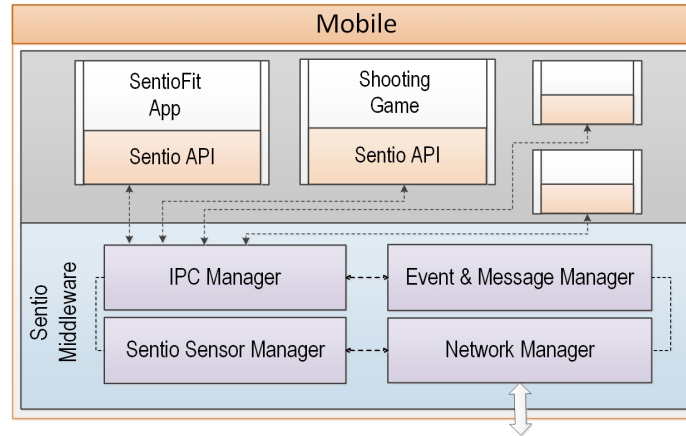 Mobile
SentioFit
App
Sentio API
Shooting
Game
Sentio API
Sentio
Middleware
IPC Manager
Event & Message Manager
Sentio Sensor Manager
Network Manager